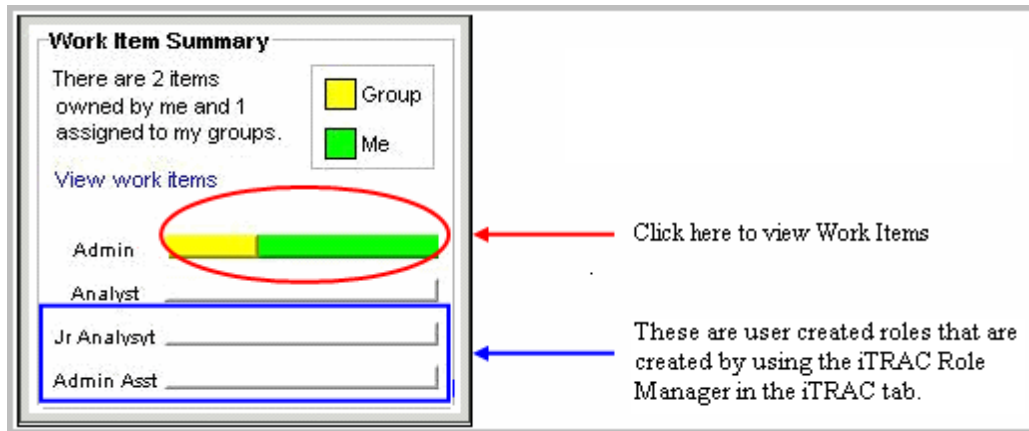 Work Item Summary
There are 2 items
owned by me and 1
assigned to my groups.
Group
Me
View work items
Admin
Click here to view Work Items
.
Analyst
Jr Analysyt
Admin Asst
These are user created roles that are
created by using the iTRAC Role
Manager in the iTRAC tab.